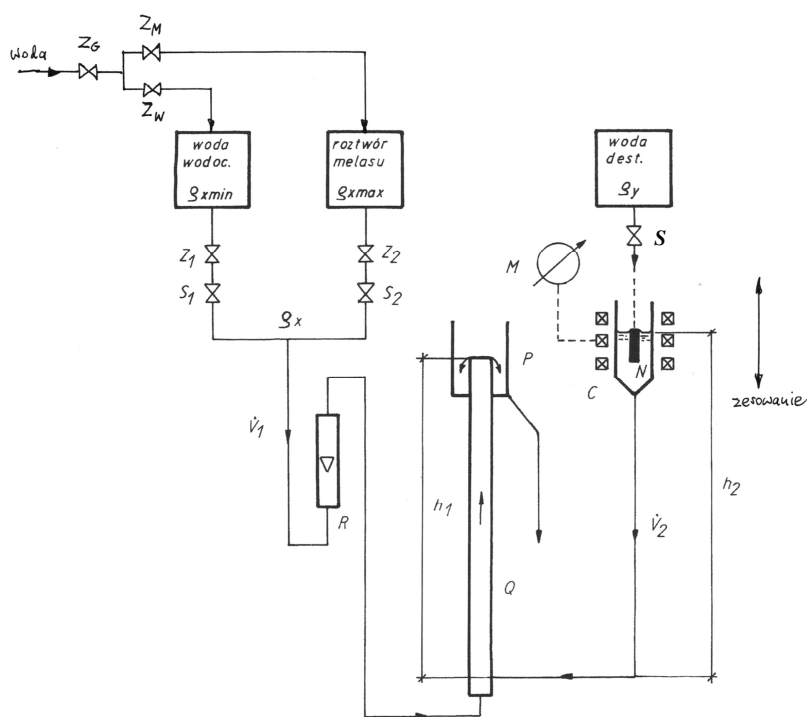 woda
Z_G
Z_M
Z_W
woda
wodoc.
ϱxmin
roztwór
melasu
ϱxmax
woda
dest.
ϱy
Z1
Z2
S1
S2
ϱx
S
M
P
N
C
zesowanie
V̇1
R
h1
Q
V̇2
h2